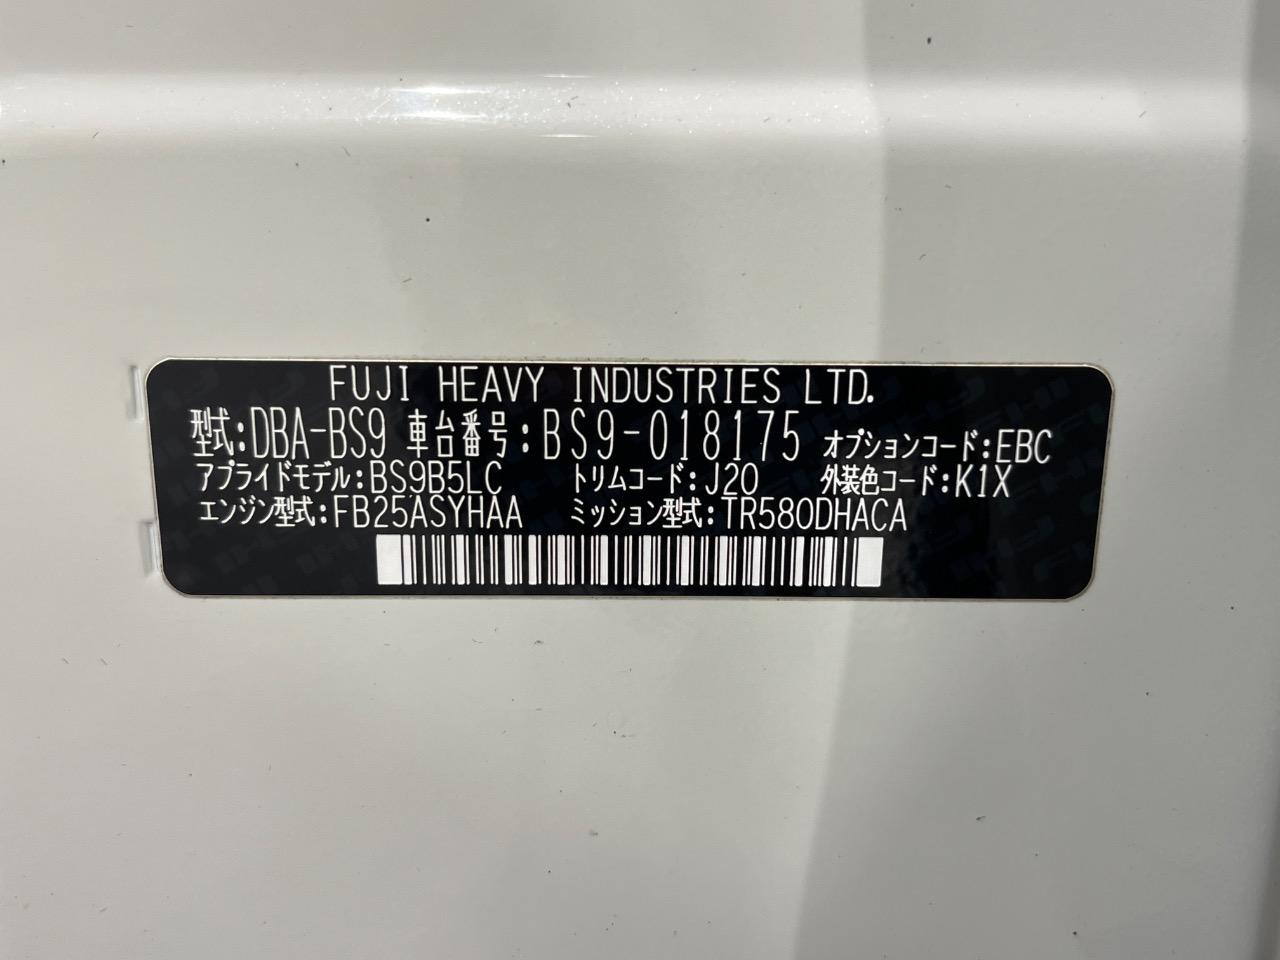 FUJI HEAVY INDUSTRIES LTD.
型式:DBA-BS9 車台番号:BS9-018175 オプションコード:EBC
アプライドモデル:BS9B5LC トリムコード:J20 外装色コード:K1X
エンジン型式:FB25ASYHAA ミッション型式:TR580DHACA